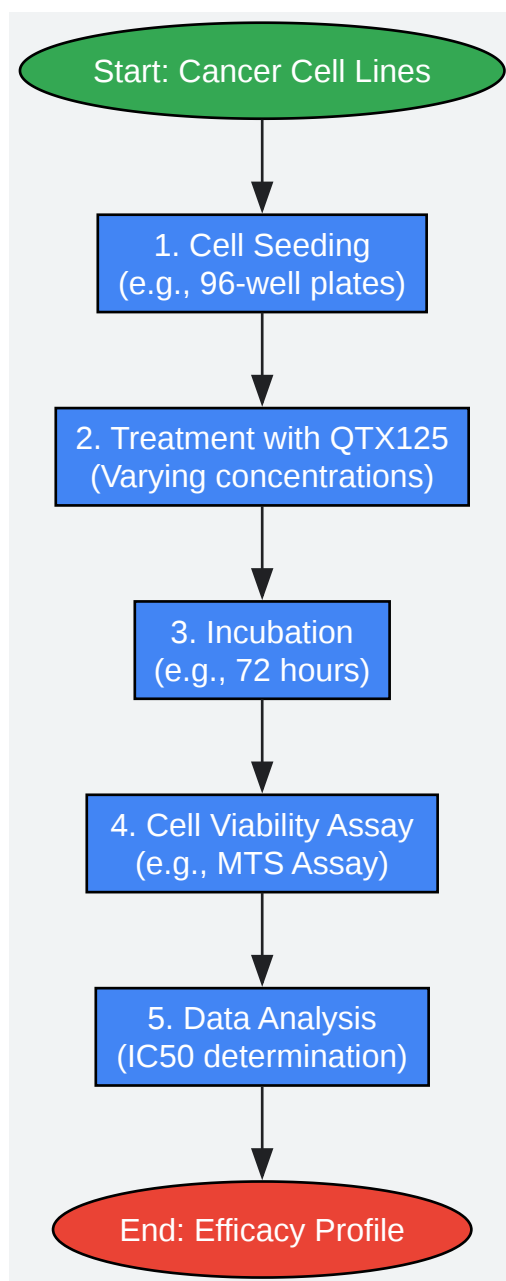 Start: Cancer Cell Lines
1. Cell Seeding
(e.g., 96-well plates)
2. Treatment with QTX125
(Varying concentrations)
3. Incubation
(e.g., 72 hours)
4. Cell Viability Assay
(e.g., MTS Assay)
5. Data Analysis
(IC50 determination)
End: Efficacy Profile